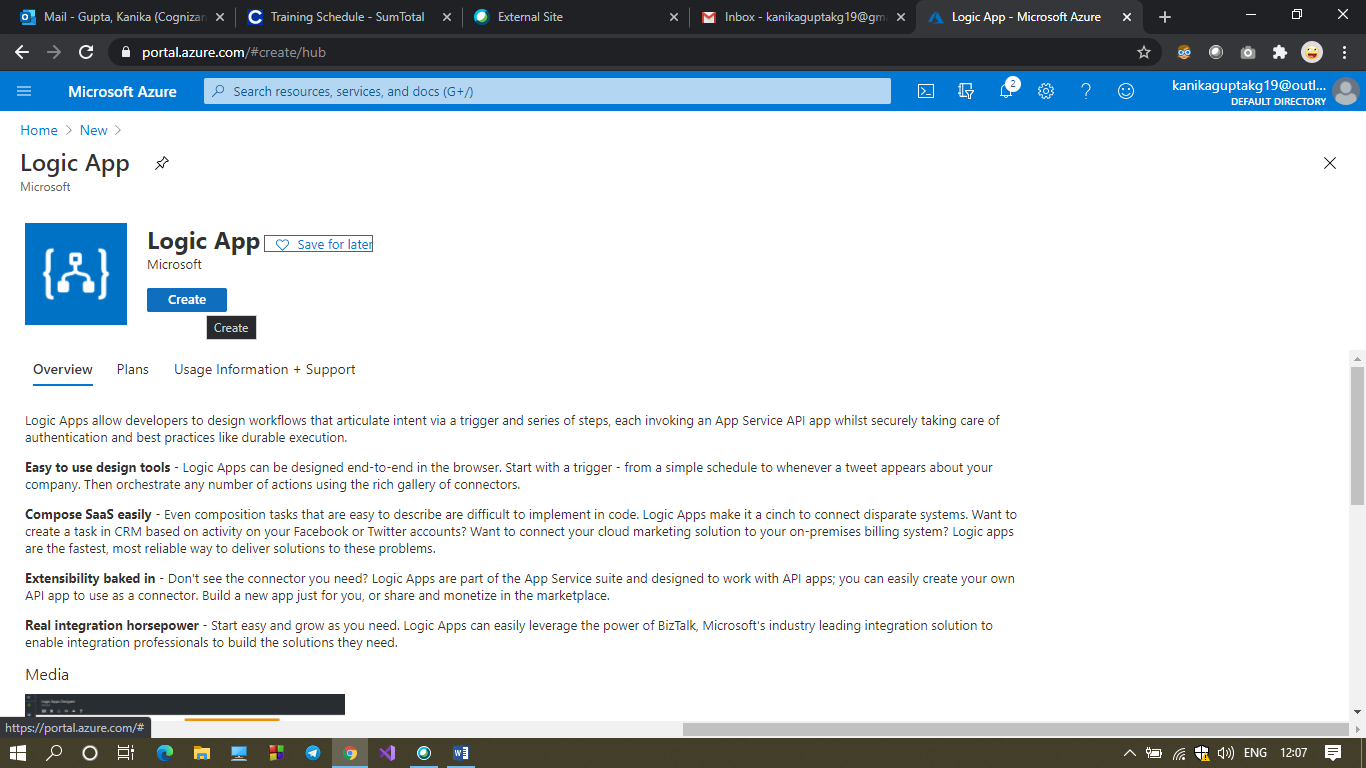 Mail - Gupta, Kanika (Cogniza
Training Schedule - SumTotal
External Site
Inbox - kanikaguptakg19@gm
Logic App - Microsoft Azure
portal.azure.com/#create/hub
Microsoft Azure
Search resources, services, and docs (G+/)
2
kanikaguptakg19@outl...
DEFAULT DIRECTORY
Home > New >
Logic App
Microsoft
Logic App
Save for later
Microsoft
Create
Create
Overview
Plans
Usage Information + Support
Logic Apps allow developers to design workflows that articulate intent via a trigger and series of steps, each invoking an App Service API app whilst securely taking care of
authentication and best practices like durable execution.
Easy to use design tools - Logic Apps can be designed end-to-end in the browser. Start with a trigger - from a simple schedule to whenever a tweet appears about your
company. Then orchestrate any number of actions using the rich gallery of connectors.
Compose SaaS easily - Even composition tasks that are easy to describe are difficult to implement in code. Logic Apps make it a cinch to connect disparate systems. Want to
create a task in CRM based on activity on your Facebook or Twitter accounts? Want to connect your cloud marketing solution to your on-premises billing system? Logic apps
are the fastest, most reliable way to deliver solutions to these problems.
Extensibility baked in - Don't see the connector you need? Logic Apps are part of the App Service suite and designed to work with API apps; you can easily create your own
API app to use as a connector. Build a new app just for you, or share and monetize in the marketplace.
Real integration horsepower - Start easy and grow as you need. Logic Apps can easily leverage the power of BizTalk, Microsoft's industry leading integration solution to
enable integration professionals to build the solutions they need.
Media
Logic Apps Designer
https://portal.azure.com/#
ENG
12:07